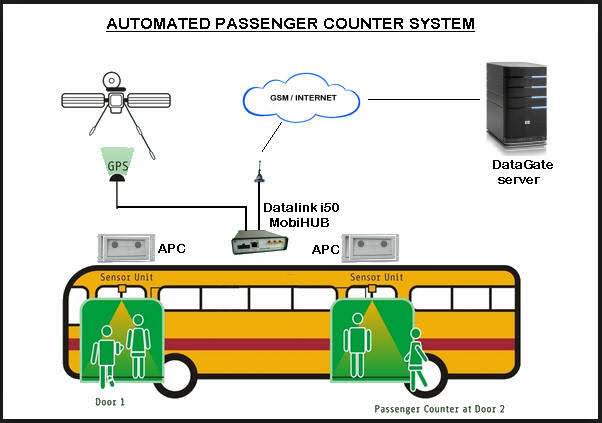 AUTOMATED PASSENGER COUNTER SYSTEM
GSM / INTERNET
GPS
DataGate
server
Datalink i50
MobiHUB
APC
APC
Sensor Unit
Sensor Unit
Door 1
Passenger Counter at Door 2